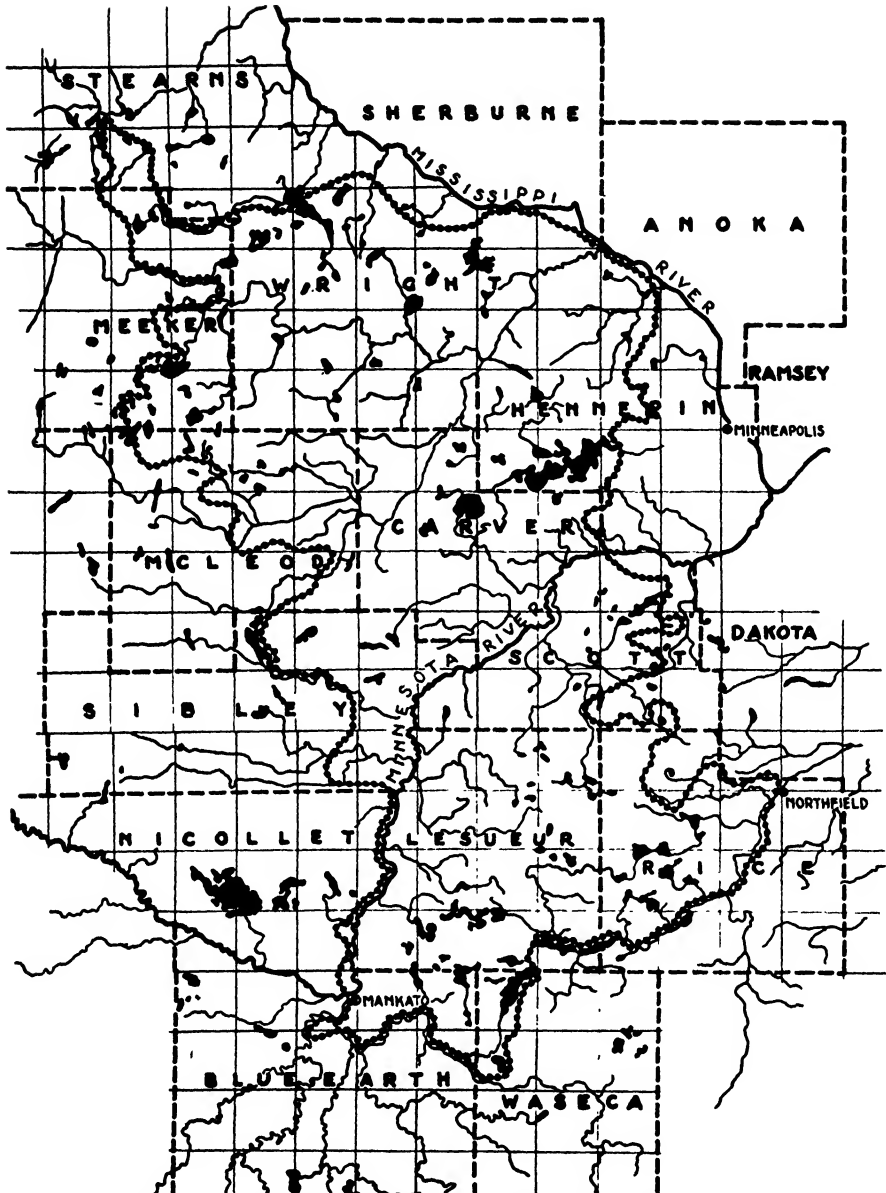 STEARNS
SHERBURNE
MISSISSIPPI RIVER
ANOKA
WRIGHT
MEEKER
RAMSEY
HENNEPIN
MINNEAPOLIS
CARVER
MCLEOD
MINNESOTA RIVER
DAKOTA
SCOTT
SIBLEY
NORTHFIELD
NICOLLET
LESUEUR
RICE
MANKATO
BLUE EARTH
WASECA